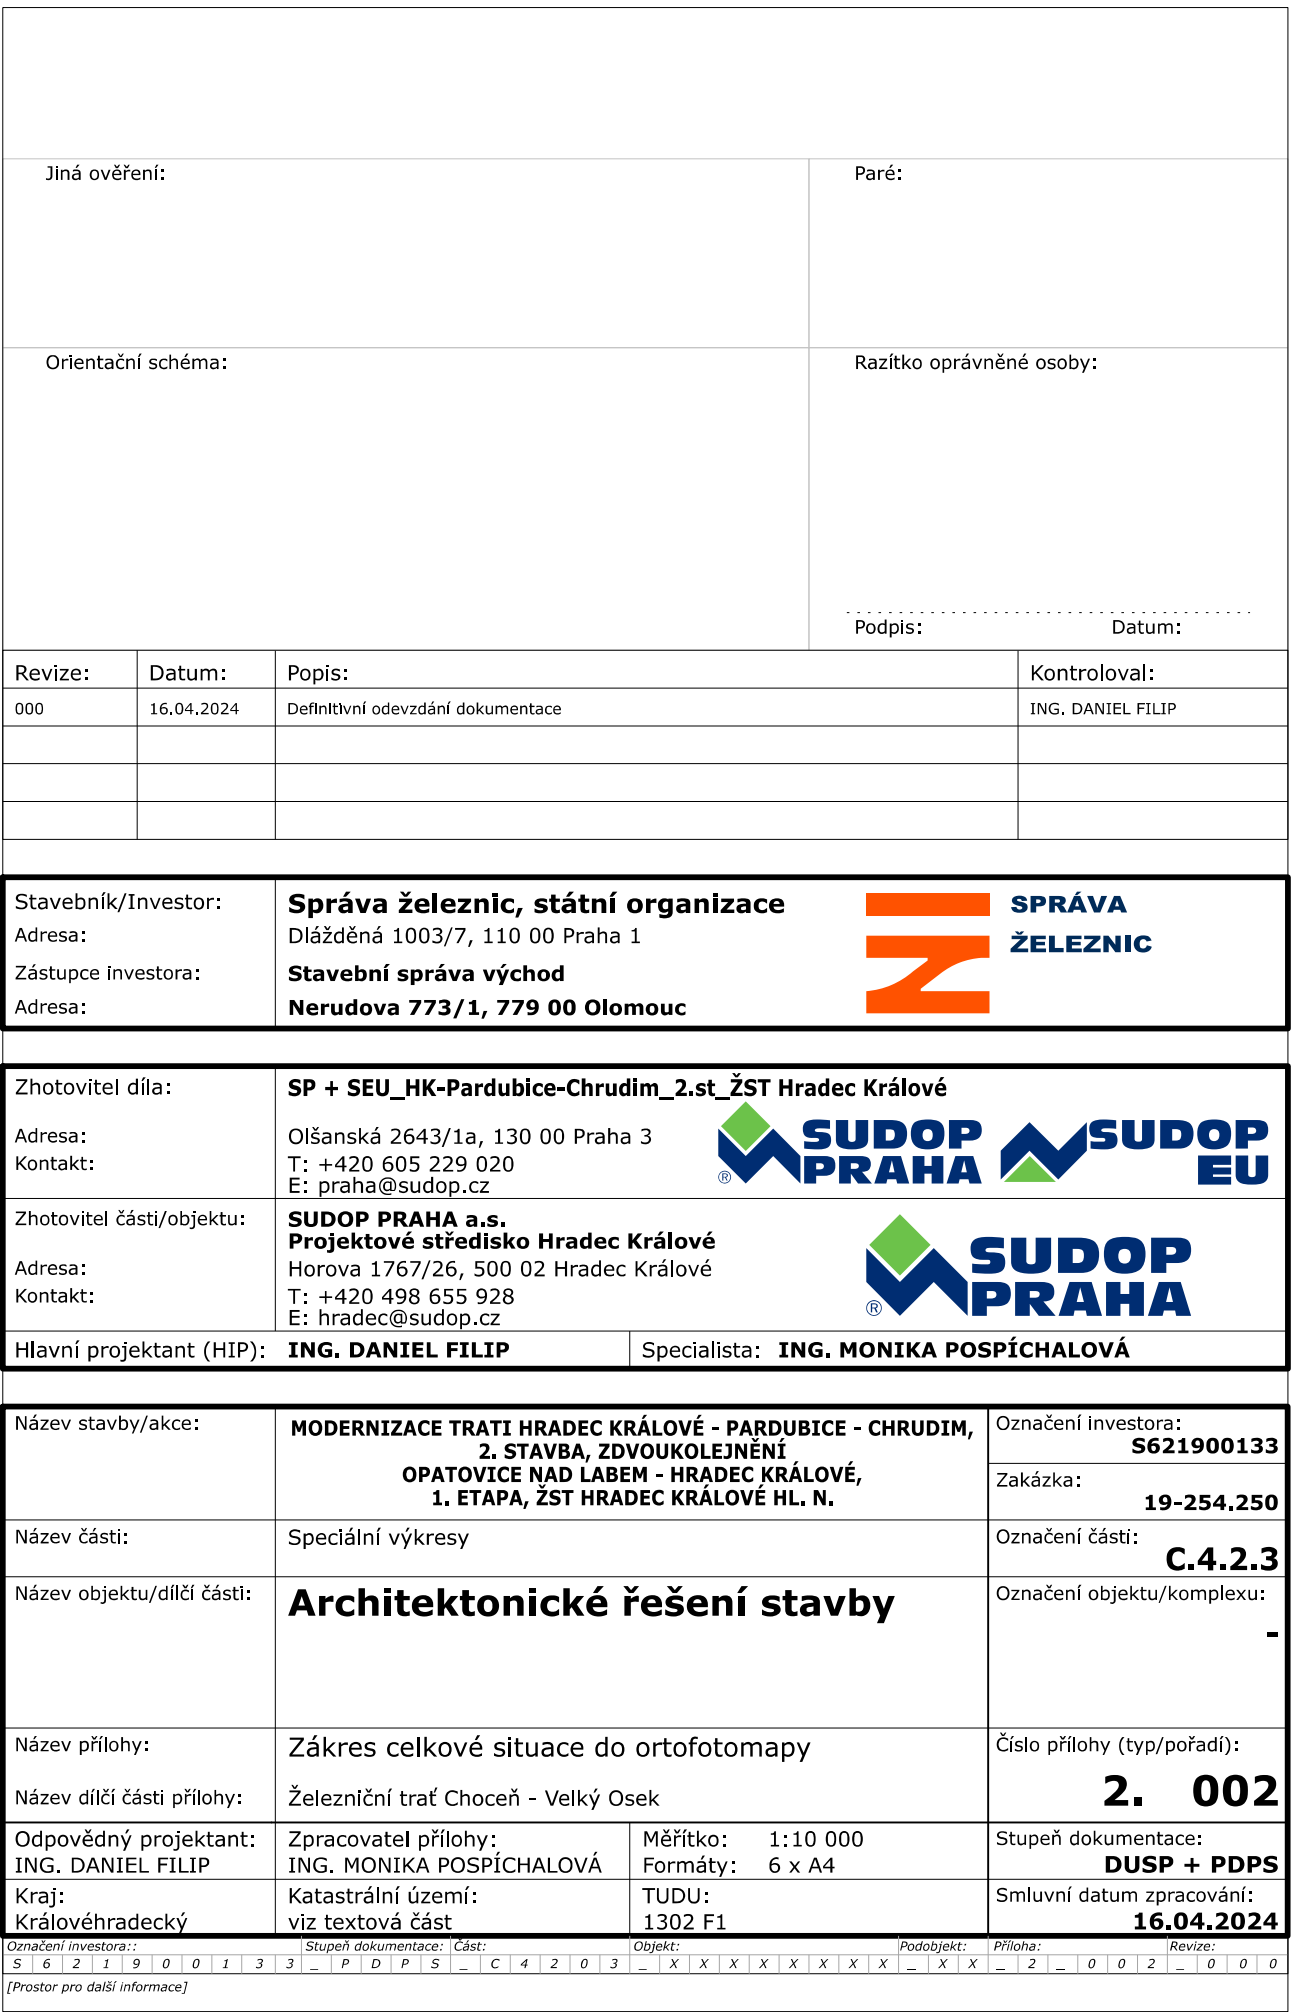 Jiná ověření:
Paré:
Orientační schéma:
Razítko oprávněné osoby:
Podpis: Datum:
Revize: Datum: Popis: Kontroloval:
000 16.04.2024 Definitivní odevzdání dokumentace ING. DANIEL FILIP
Stavebník/Investor: Správa železnic, státní organizace
Adresa: Dlážděná 1003/7, 110 00 Praha 1
Zástupce investora: Stavební správa východ
Adresa: Nerudova 773/1, 779 00 Olomouc
SPRÁVA
ŽELEZNIC
Zhotovitel díla: SP + SEU_HK-Pardubice-Chrudim_2.st_ŽST Hradec Králové
Adresa: Olšanská 2643/1a, 130 00 Praha 3
Kontakt: T: +420 605 229 020
E: praha@sudop.cz
SUDOP
PRAHA
®
SUDOP
EU
Zhotovitel části/objektu: SUDOP PRAHA a.s.
Projektové středisko Hradec Králové
Adresa: Horova 1767/26, 500 02 Hradec Králové
Kontakt: T: +420 498 655 928
E: hradec@sudop.cz
SUDOP
PRAHA
®
Hlavní projektant (HIP): ING. DANIEL FILIP Specialista: ING. MONIKA POSPÍCHALOVÁ
Název stavby/akce: MODERNIZACE TRATI HRADEC KRÁLOVÉ - PARDUBICE - CHRUDIM,
2. STAVBA, ZDVOUKOLEJNĚNÍ
OPATOVICE NAD LABEM - HRADEC KRÁLOVÉ,
1. ETAPA, ŽST HRADEC KRÁLOVÉ HL. N.
Označení investora:
S621900133
Zakázka:
19-254.250
Název části: Speciální výkresy
Označení části:
C.4.2.3
Název objektu/dílčí části: Architektonické řešení stavby
Označení objektu/komplexu:
-
Název přílohy: Zákres celkové situace do ortofotomapy
Název dílčí části přílohy: Železniční trať Choceň - Velký Osek
Číslo přílohy (typ/pořadí):
2. 002
Odpovědný projektant: Zpracovatel přílohy: Měřítko: 1:10 000 Stupeň dokumentace:
ING. DANIEL FILIP ING. MONIKA POSPÍCHALOVÁ Formáty: 6 x A4 DUSP + PDPS
Kraj: Katastrální území: TUDU: Smluvní datum zpracování:
Královéhradecký viz textová část 1302 F1 16.04.2024
Označení investora:: Stupeň dokumentace: Část: Objekt: Podobjekt: Příloha: Revize:
S 6 2 1 9 0 0 1 3 3 _ P D P S _ C 4 2 0 3 _ X X X X X X X X _ X X _ 2 _ 0 0 2 _ 0 0 0
[Prostor pro další informace]